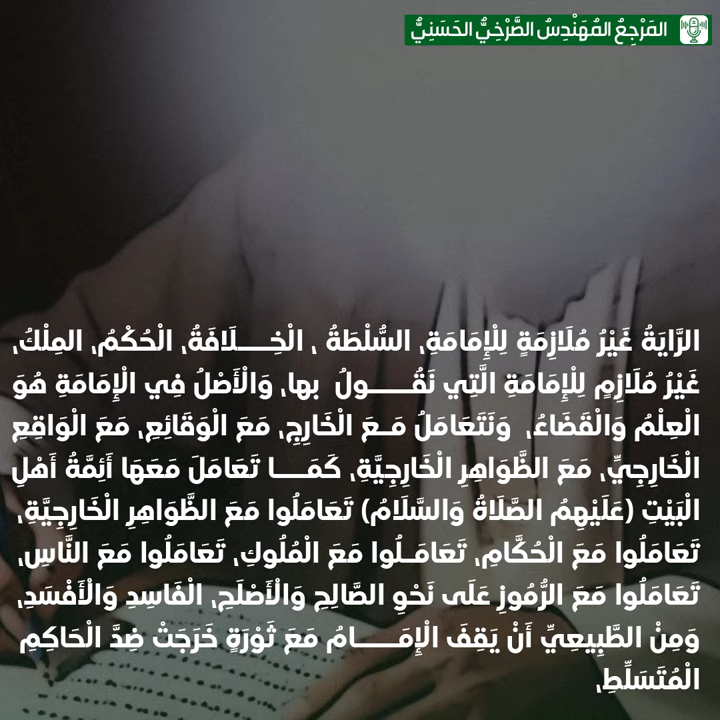 المَرْجِعُ المُهَنْدِسُ الصَّرْخِيُّ الحَسَنِيُّ
الرَّايَةُ غَيْرُ مُلَازِمَةٍ لِلْإِمَامَةِ، السُّلْطَةُ ، الْخِـــلَافَةُ، الْحُكْمُ، المِلْكُ،
غَيْرُ مُلَازِمٍ لِلْإِمَامَةِ الَّتِي نَقُـــــولُ بها، وَالْأَصْلُ فِي الْإِمَامَةِ هُوَ
الْعِلْمُ وَالْقَضَاءُ، وَنَتَعَامَلُ مَـعَ الْخَارِجِ، مَعَ الْوَقَائِعِ، مَعَ الْوَاقِعِ
الْخَارِجِيِّ، مَعَ الظَّوَاهِرِ الْخَارِجِيَّةِ، كَمَـــا تَعَامَلَ مَعَهَا أَئِمَّةُ أَهْلِ
الْبَيْتِ (عَلَيْهِمُ الصَّلَاةُ وَالسَّلَامُ) تَعَامَلُوا مَعَ الظَّوَاهِرِ الْخَارِجِيَّةِ،
تَعَامَلُوا مَعَ الْحُكَّامِ، تَعَامَـلُوا مَعَ الْمُلُوكِ، تَعَامَلُوا مَعَ النَّاسِ،
تَعَامَلُوا مَعَ الرُّمُوزِ عَلَى نَحْوِ الصَّالِحِ وَالْأَصْلَحِ، الْفَاسِدِ وَالْأَفْسَدِ،
وَمِنْ الطَّبِيعِيِّ أَنْ يَقِفَ الْإِمَـــــامُ مَعَ ثَوْرَةٍ خَرَجَتْ ضِدَّ الْحَاكِمِ
الْمُتَسَلِّطِ،